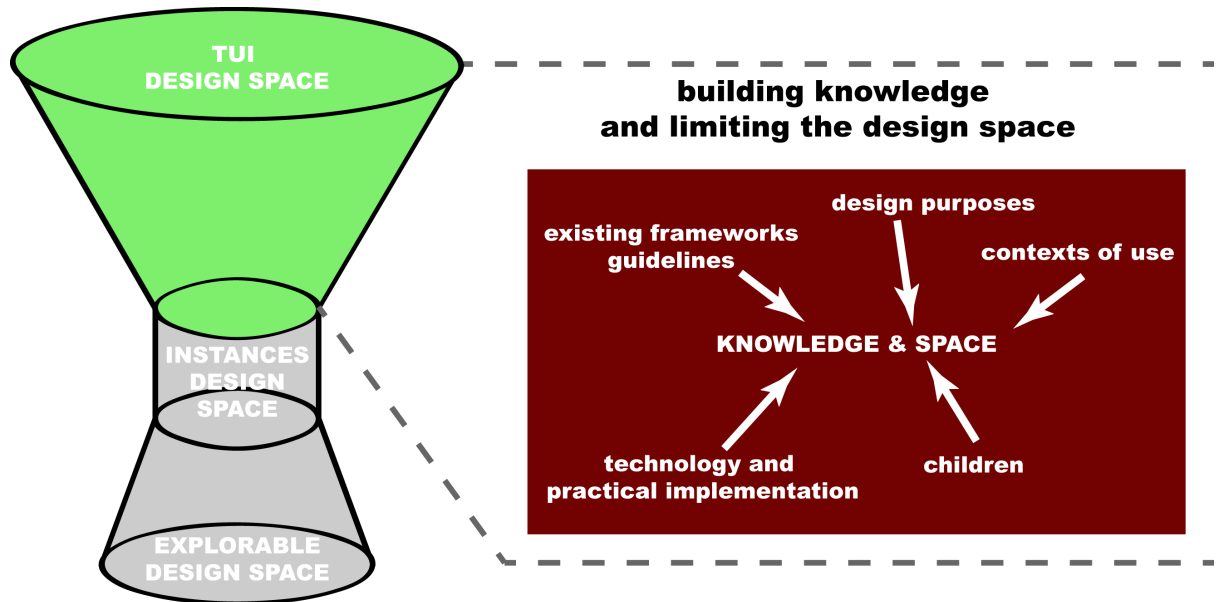 TUI
DESIGN SPACE
INSTANCES
DESIGN
SPACE
EXPLORABLE
DESIGN SPACE
building knowledge
and limiting the design space
design purposes
existing frameworks
guidelines
contexts of use
KNOWLEDGE & SPACE
technology and
practical implementation
children